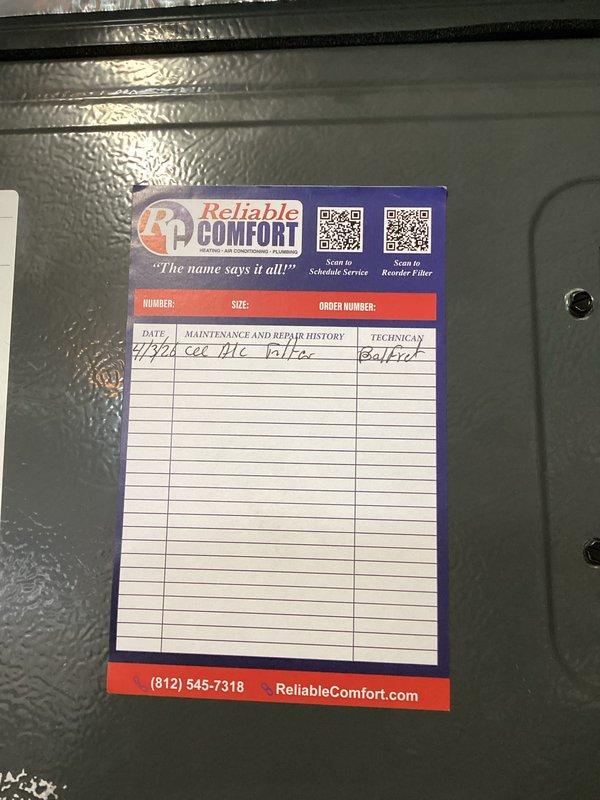 RC Reliable
COMFORT
HEATING • AIR CONDITIONING • PLUMBING
"The name says it all!"
Scan to
Schedule Service
Scan to
Reorder Filter
NUMBER: SIZE: ORDER NUMBER:
DATE MAINTENANCE AND REPAIR HISTORY TECHNICAN
4/3/26 A/C Filter
(812) 545-7318 ReliableComfort.com